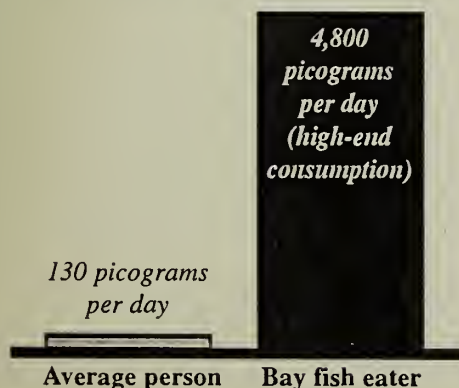 4,800
picograms
per day
(high-end
consumption)
130 picograms
per day
Average person
Bay fish eater